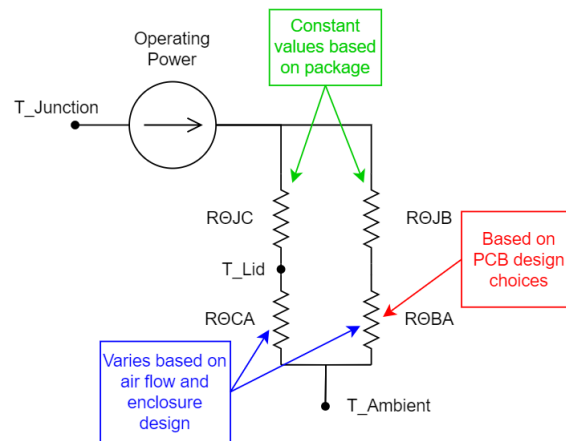 Operating
Power
Constant
values based
on package
T_Junction
RΘJC
RΘJB
Based on
PCB design
choices
T_Lid
RΘCA
RΘBA
Varies based on
air flow and
enclosure
design
T_Ambient